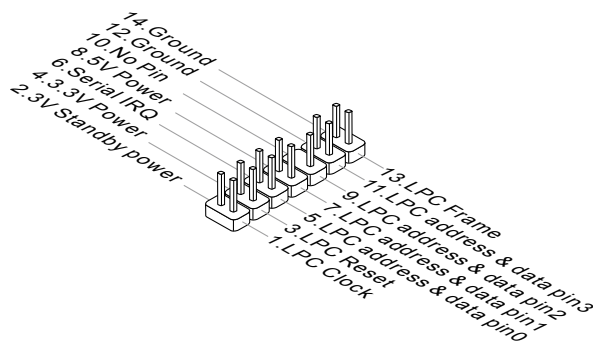 14.Ground
12.Ground
10.No Pin
8.5V Power
6.Serial IRQ
4.3.3V Power
2.3V Standby power
13.LPC Frame
11.LPC address & data pin3
9.LPC address & data pin2
7.LPC address & data pin1
5.LPC address & data pin0
3.LPC Reset
1.LPC Clock